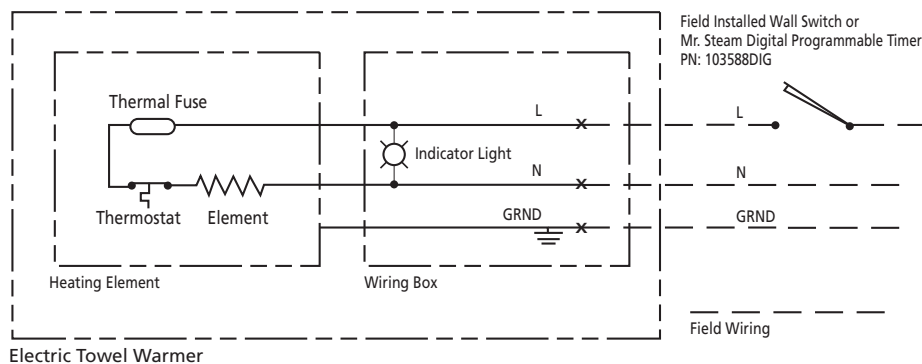 Field Installed Wall Switch or
Mr. Steam Digital Programmable Timer
PN: 103588DIG
Thermal Fuse
L
L
Indicator Light
N
N
Thermostat
Element
GRND
GRND
Heating Element
Wiring Box
Field Wiring
Electric Towel Warmer